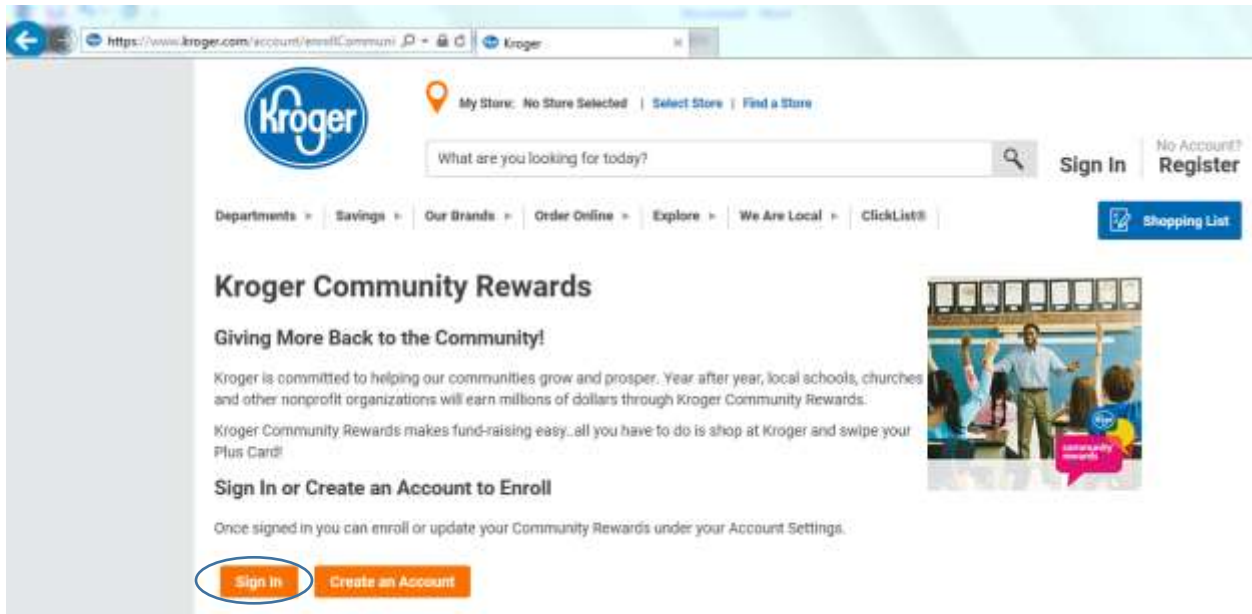 https://www.kroger.com/account/enrollCommuni
Kroger
Kroger
My Store: No Store Selected | Select Store | Find a Store
What are you looking for today?
Sign In
No Account?
Register
Departments
Savings
Our Brands
Order Online
Explore
We Are Local
ClickList®
Shopping List
Kroger Community Rewards
Giving More Back to the Community!
Kroger is committed to helping our communities grow and prosper. Year after year, local schools, churches
and other nonprofit organizations will earn millions of dollars through Kroger Community Rewards.
Kroger Community Rewards makes fund-raising easy...all you have to do is shop at Kroger and swipe your
Plus Card!
Kroger
community
rewards
Sign In or Create an Account to Enroll
Once signed in you can enroll or update your Community Rewards under your Account Settings.
Sign In
Create an Account